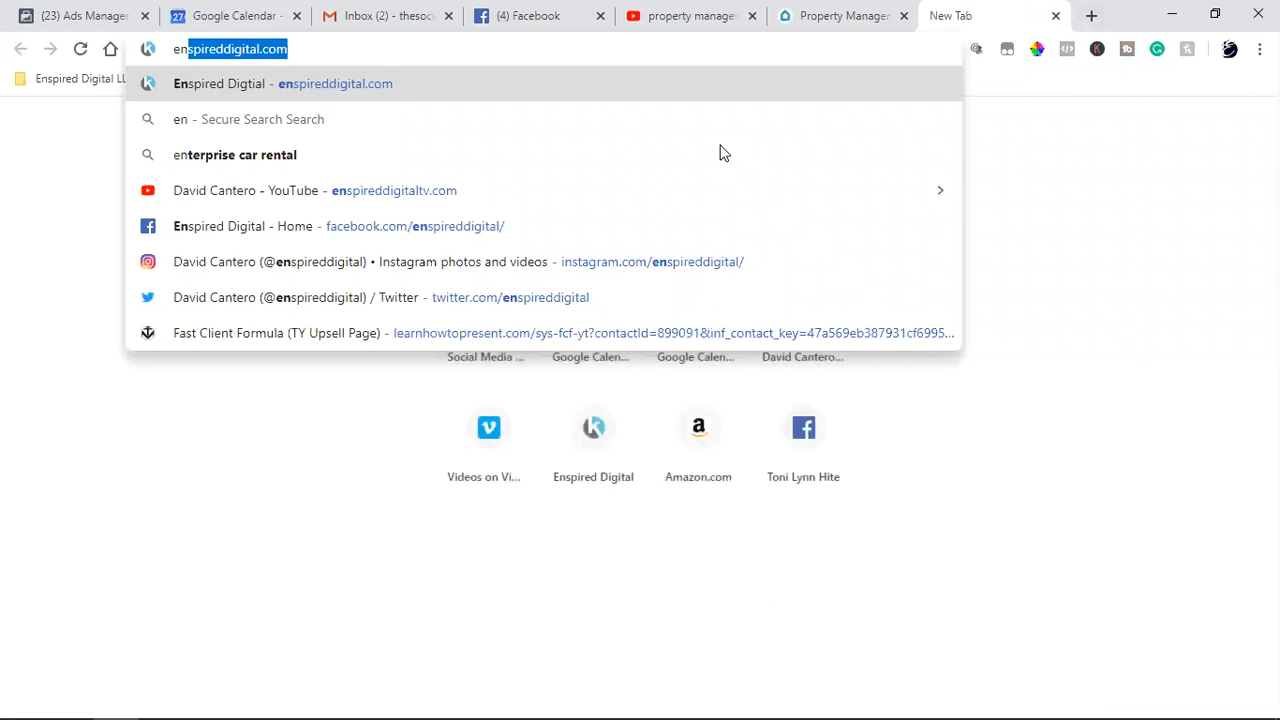 (23) Ads Manage
Google Calendar -
Inbox (2) - thesoci
(4) Facebook
property manager
Property Manage
New Tab
enspireddigital.com
Enspired Digital LL
Enspired Digtial - enspireddigital.com
en - Secure Search Search
enterprise car rental
David Cantero - YouTube - enspireddigitaltv.com
Enspired Digital - Home - facebook.com/enspireddigital/
David Cantero (@enspireddigital) • Instagram photos and videos - instagram.com/enspireddigital/
David Cantero (@enspireddigital) / Twitter - twitter.com/enspireddigital
Fast Client Formula (TY Upsell Page) - learnhowtopresent.com/sys-fcf-yt?contactId=899091&inf_contact_key=47a569eb387931cf6995...
Social Media ...
Google Calen...
Google Calen...
David Cantero...
Videos on Vi...
Enspired Digital
Amazon.com
Toni Lynn Hite